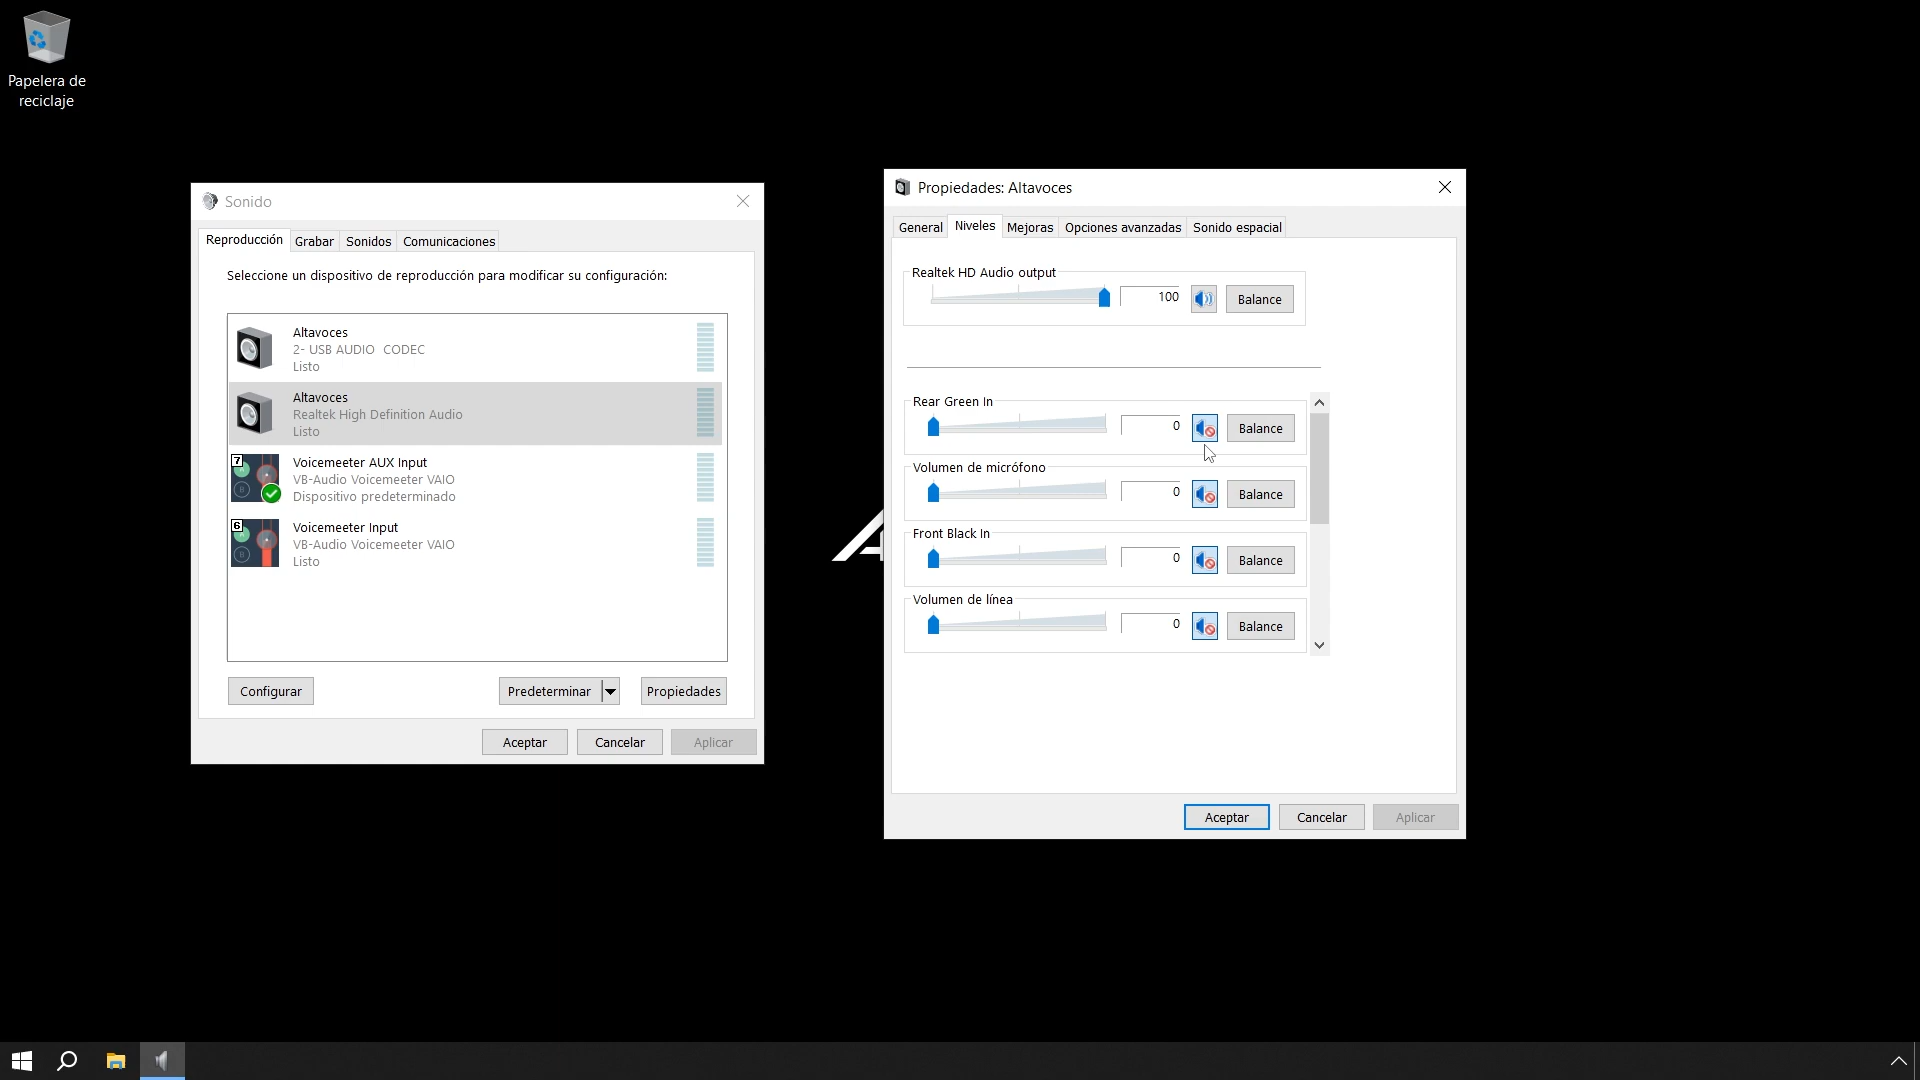 Papelera de
reciclaje
Sonido
Reproducción
Grabar
Sonidos
Comunicaciones
Seleccione un dispositivo de reproducción para modificar su configuración:
Altavoces
2- USB AUDIO  CODEC
Listo
Altavoces
Realtek High Definition Audio
Listo
7
A
B
Voicemeeter AUX Input
VB-Audio Voicemeeter VAIO
Dispositivo predeterminado
6
A
B
Voicemeeter Input
VB-Audio Voicemeeter VAIO
Listo
Configurar
Predeterminar
Propiedades
Aceptar
Cancelar
Aplicar
Propiedades: Altavoces
General
Niveles
Mejoras
Opciones avanzadas
Sonido espacial
Realtek HD Audio output
100
Balance
Rear Green In
0
Balance
Volumen de micrófono
0
Balance
Front Black In
0
Balance
Volumen de línea
0
Balance
Aceptar
Cancelar
Aplicar